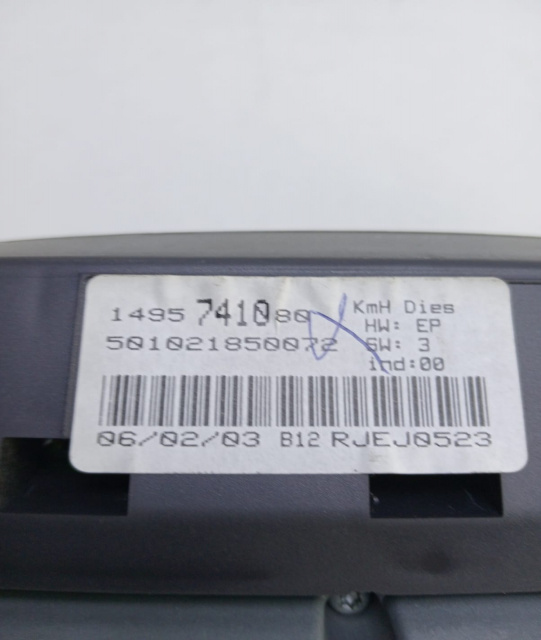 1495 7410 80 KmH Dies
HW: EP
501021850072 SW: 3
ind:00
06/02/03 B12 RJEJ0523